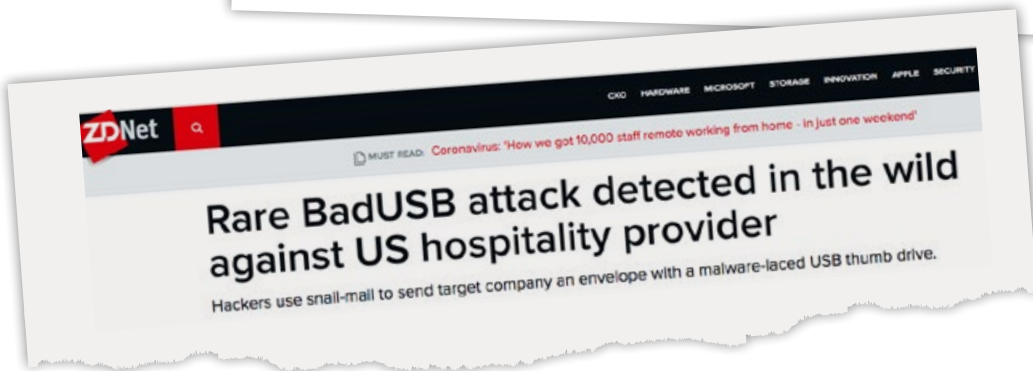 ZDNet
CXO HARDWARE MICROSOFT STORAGE INNOVATION APPLE SECURITY
MUST READ: Coronavirus: 'How we got 10,000 staff remote working from home - in just one weekend'
Rare BadUSB attack detected in the wild
against US hospitality provider
Hackers use snail-mail to send target company an envelope with a malware-laced USB thumb drive.